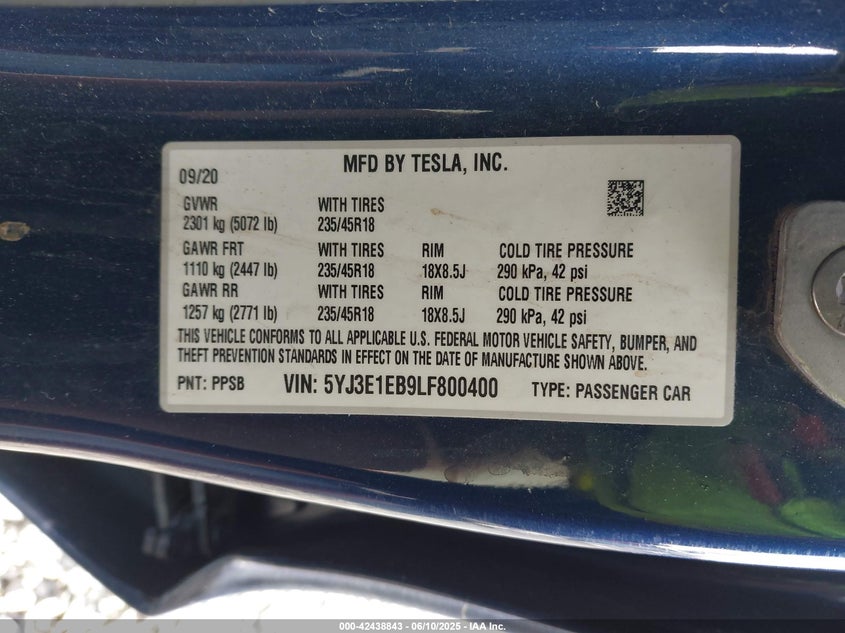 MFD BY TESLA, INC.
09/20
GVWR WITH TIRES
2301 kg (5072 lb) 235/45R18
GAWR FRT WITH TIRES RIM COLD TIRE PRESSURE
1110 kg (2447 lb) 235/45R18 18X8.5J 290 kPa, 42 psi
GAWR RR WITH TIRES RIM COLD TIRE PRESSURE
1257 kg (2771 lb) 235/45R18 18X8.5J 290 kPa, 42 psi
THIS VEHICLE CONFORMS TO ALL APPLICABLE U.S. FEDERAL MOTOR VEHICLE SAFETY, BUMPER, AND
THEFT PREVENTION STANDARDS IN EFFECT ON THE DATE OF MANUFACTURE SHOWN ABOVE.
PNT: PPSB VIN: 5YJ3E1EB9LF800400 TYPE: PASSENGER CAR
000-42438843 - 06/10/2025 - IAA Inc.